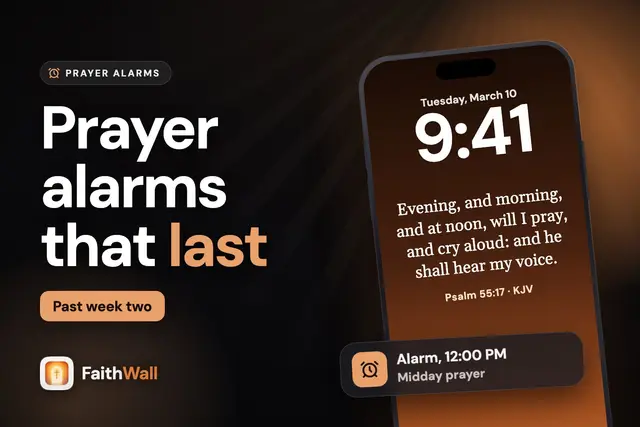 PRAYER ALARMS
Prayer
alarms
that last
Past week two
FaithWall
Tuesday, March 10
9:41
Evening, and morning,
and at noon, will I pray,
and cry aloud: and he
shall hear my voice.
Psalm 55:17 · KJV
Alarm, 12:00 PM
Midday prayer